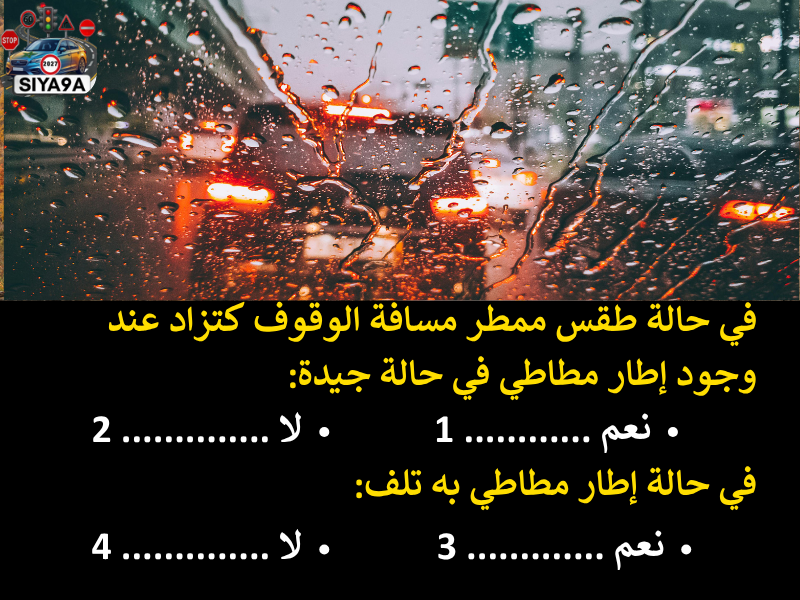 STOP
2027
SIYA9A
في حالة طقس ممطر مسافة الوقوف كتزاد عند
وجود إطار مطاطي في حالة جيدة:
• نعم ............ 1 • لا .............. 2
في حالة إطار مطاطي به تلف:
• نعم ............. 3 • لا .............. 4